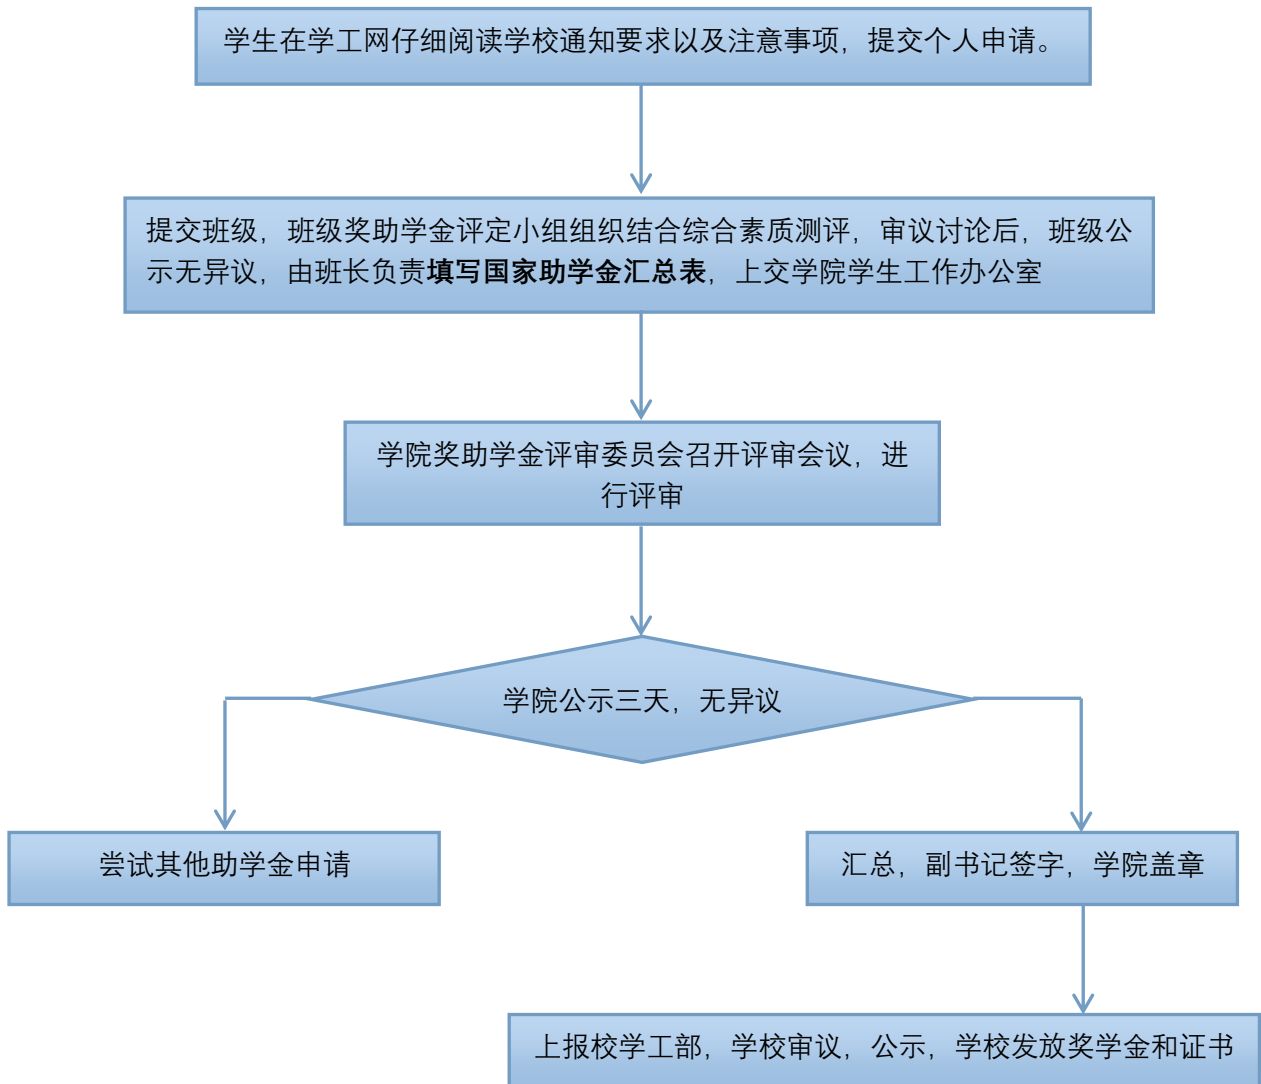 学生在学工网仔细阅读学校通知要求以及注意事项，提交个人申请。
提交班级，班级奖助学金评定小组组织结合综合素质测评，审议讨论后，班级公
示无异议，由班长负责填写国家助学金汇总表，上交学院学生工作办公室
学院奖助学金评审委员会召开评审会议，进
行评审
学院公示三天，无异议
尝试其他助学金申请
汇总，副书记签字，学院盖章
上报校学工部，学校审议，公示，学校发放奖学金和证书